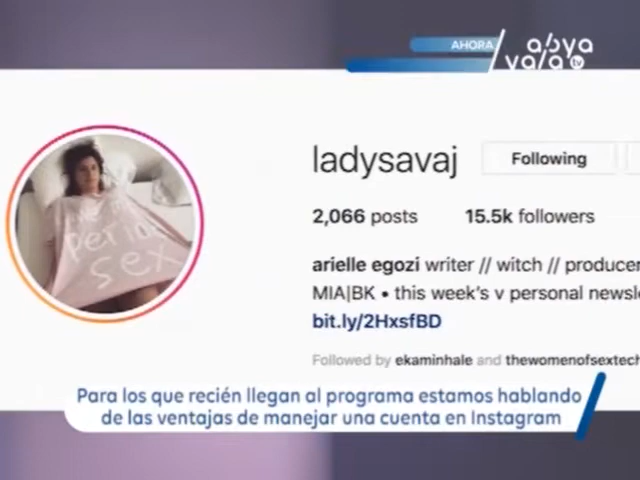 AHORA
abya
yala tv
ladysavaj Following
2,066 posts 15.5k followers
arielle egozi writer // witch // producer
MIA|BK • this week's v personal newsle
bit.ly/2HxsfBD
Followed by ekaminhale and thewomenofsextech
period
sex
Para los que recién llegan al programa estamos hablando
de las ventajas de manejar una cuenta en Instagram